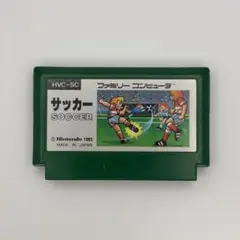 HVC-SC
ファミリー コンピュータ
サッカー
SOCCER
© Nintendo 1985
MADE IN JAPAN